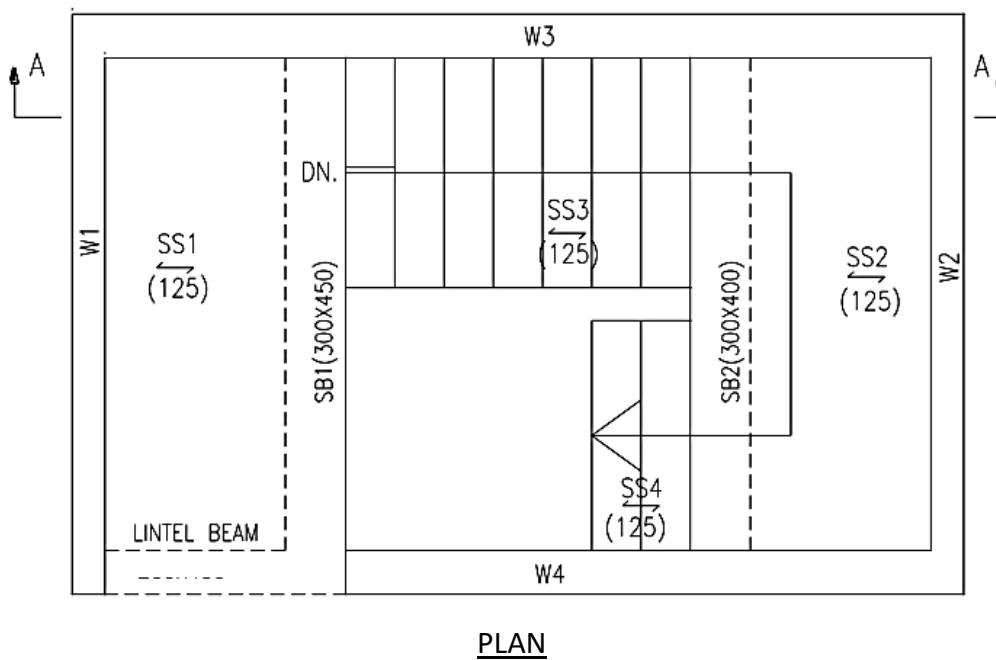 W3
A
A
DN.
SS3
(125)
W1
SS1
(125)
SS2
(125)
W2
SB1(300X450)
SB2(300X400)
SS4
(125)
LINTEL BEAM
W4
PLAN